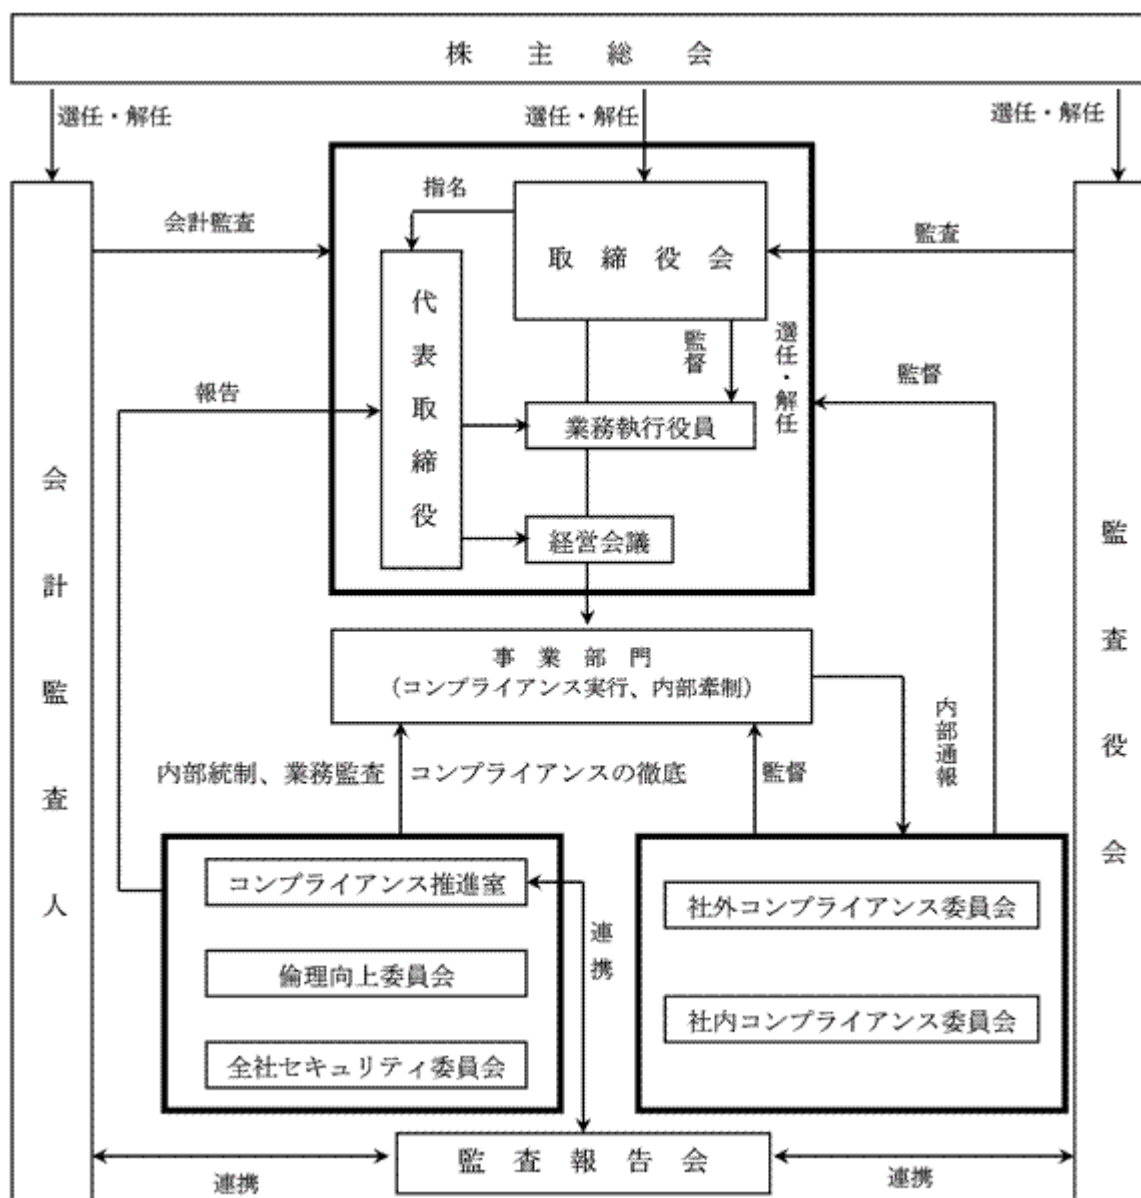 株主総会
選任・解任
選任・解任
選任・解任
指名
会計監査
取締役会
監査
代表取締役
監督
選任・解任
報告
監督
業務執行役員
会計監査人
経営会議
監査役会
事業部門
(コンプライアンス実行、内部牽制)
内部通報
内部統制、業務監査
コンプライアンスの徹底
監督
コンプライアンス推進室
社外コンプライアンス委員会
連携
倫理向上委員会
社内コンプライアンス委員会
全社セキュリティ委員会
監査報告会
連携
連携